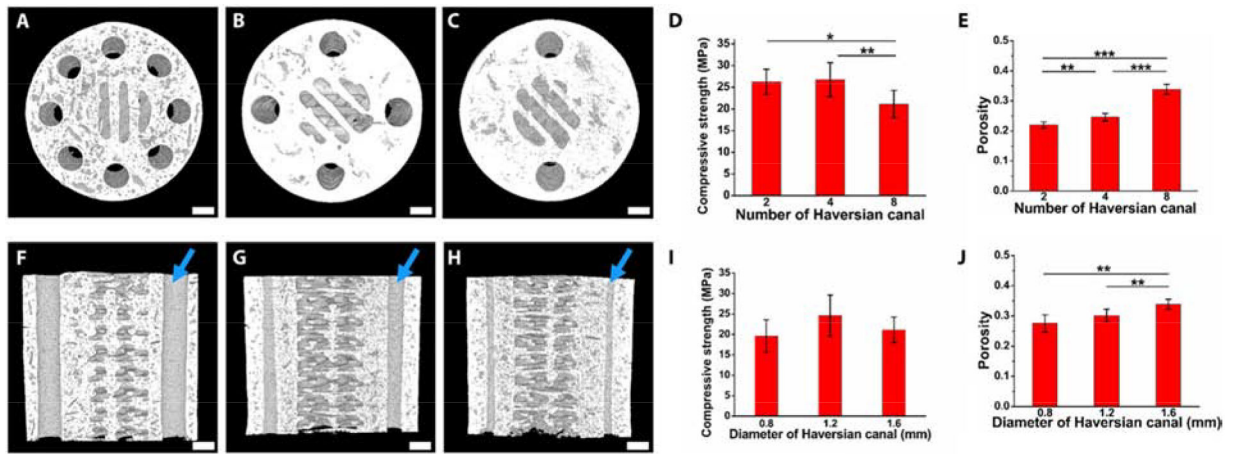 A
B
C
D
*
**
Compressive strength (MPa)
35
30
25
20
15
10
5
0
2
4
8
Number of Haversian canal
E
***
**
***
Porosity
0.5
0.4
0.3
0.2
0.1
0.0
2
4
8
Number of Haversian canal
F
G
H
I
Compressive strength (MPa)
35
30
25
20
15
10
5
0
0.8
1.2
1.6
Diameter of Haversian canal (mm)
J
**
**
Porosity
0.5
0.4
0.3
0.2
0.1
0.0
0.8
1.2
1.6
Diameter of Haversian canal (mm)